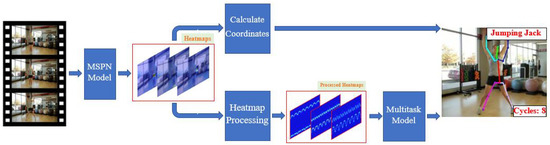 MSPN
Model
Heatmaps
Calculate
Coordinates
Heatmap
Processing
Processed Heatmaps
Multitask
Model
Jumping Jack
Cycles: 8